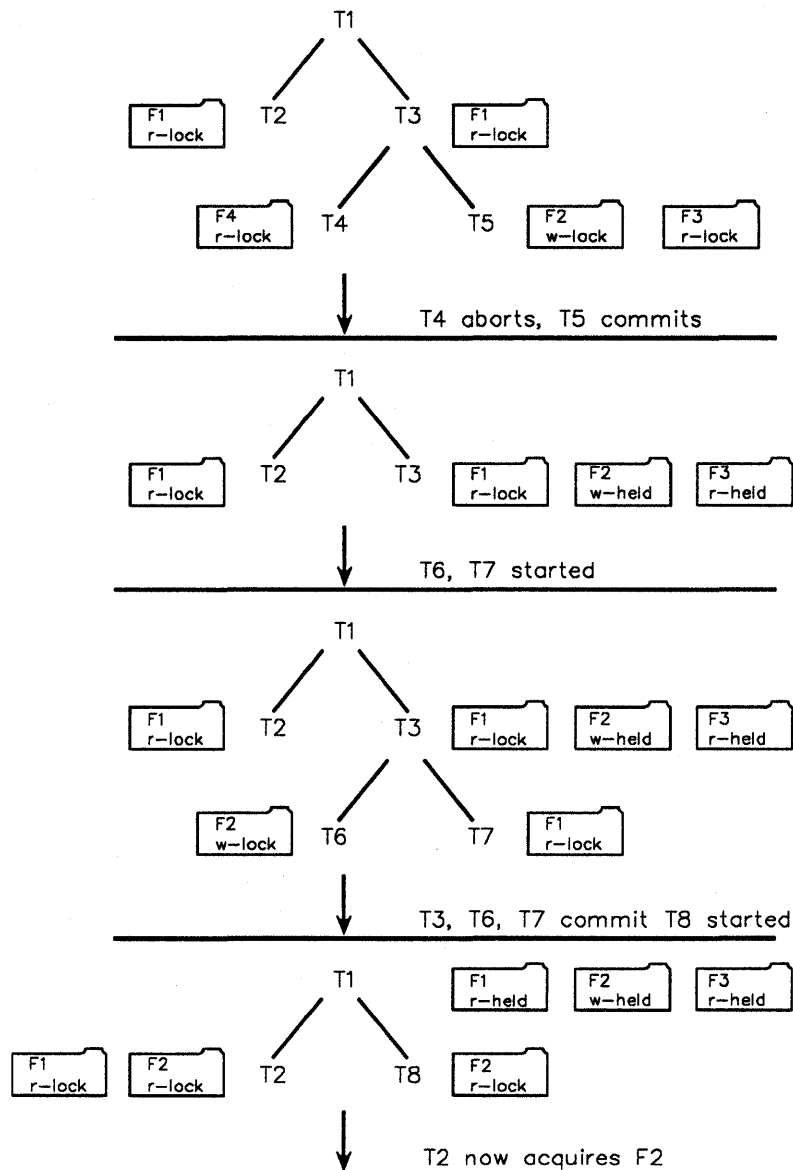 T1
F1 r-lock T2 T3 F1 r-lock
F4 r-lock T4 T5 F2 w-lock F3 r-lock
T4 aborts, T5 commits
T1
F1 r-lock T2 T3 F1 r-lock F2 w-held F3 r-held
T6, T7 started
T1
F1 r-lock T2 T3 F1 r-lock F2 w-held F3 r-held
F2 w-lock T6 T7 F1 r-lock
T3, T6, T7 commit T8 started
T1 F1 r-held F2 w-held F3 r-held
F1 r-lock F2 r-lock T2 T8 F2 r-lock
T2 now acquires F2